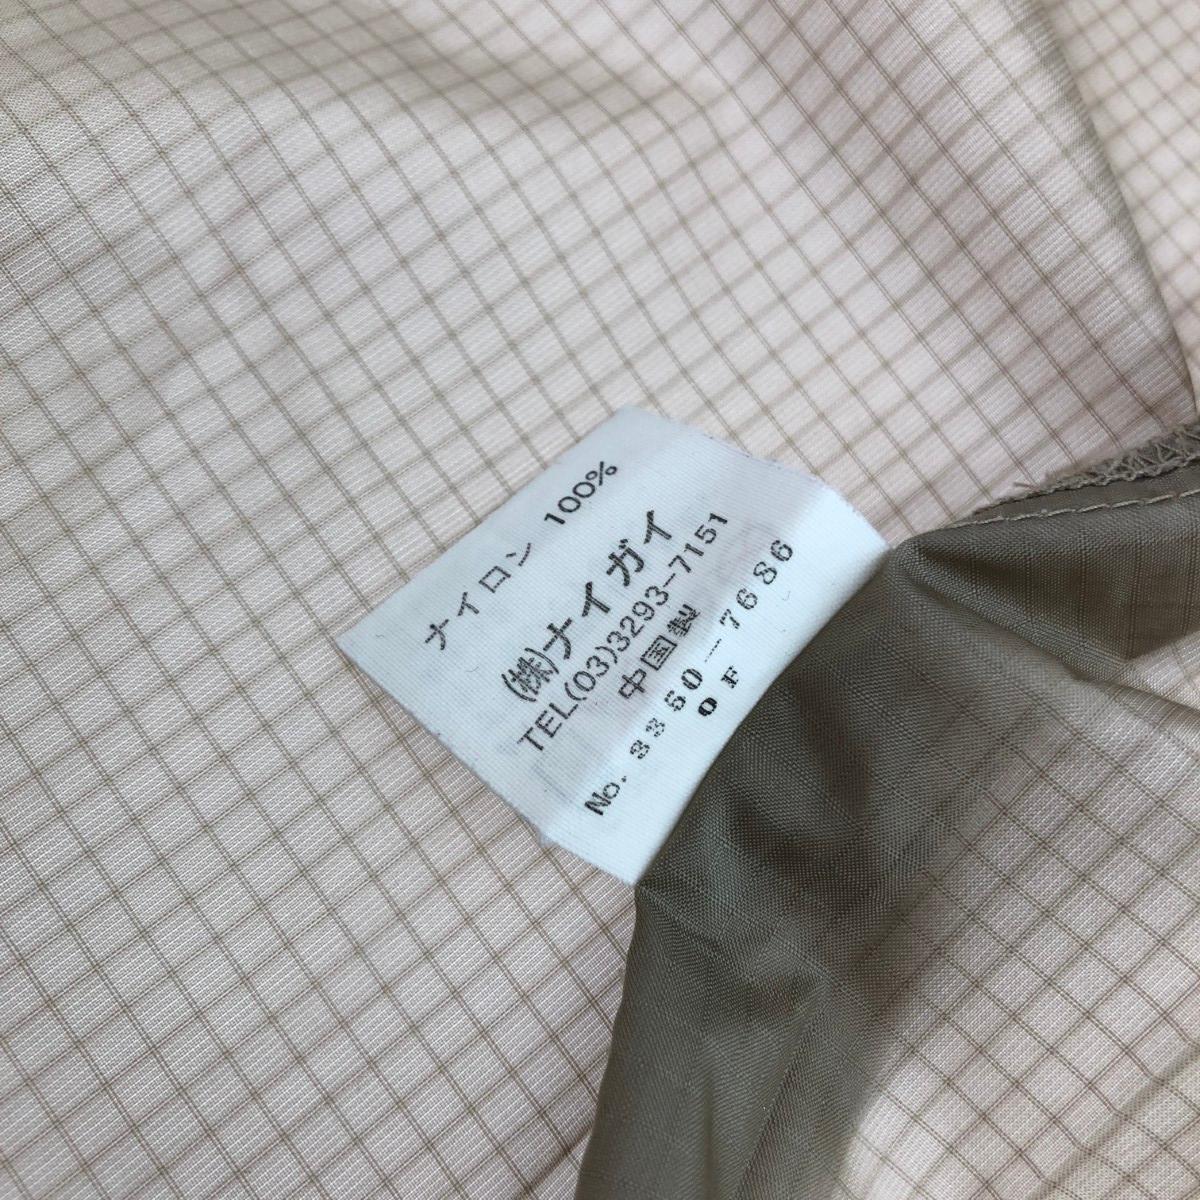 ナイロン 100%
(株)ナイガイ
TEL(03)3293-7151
中国製
No. 3350-7686
0F